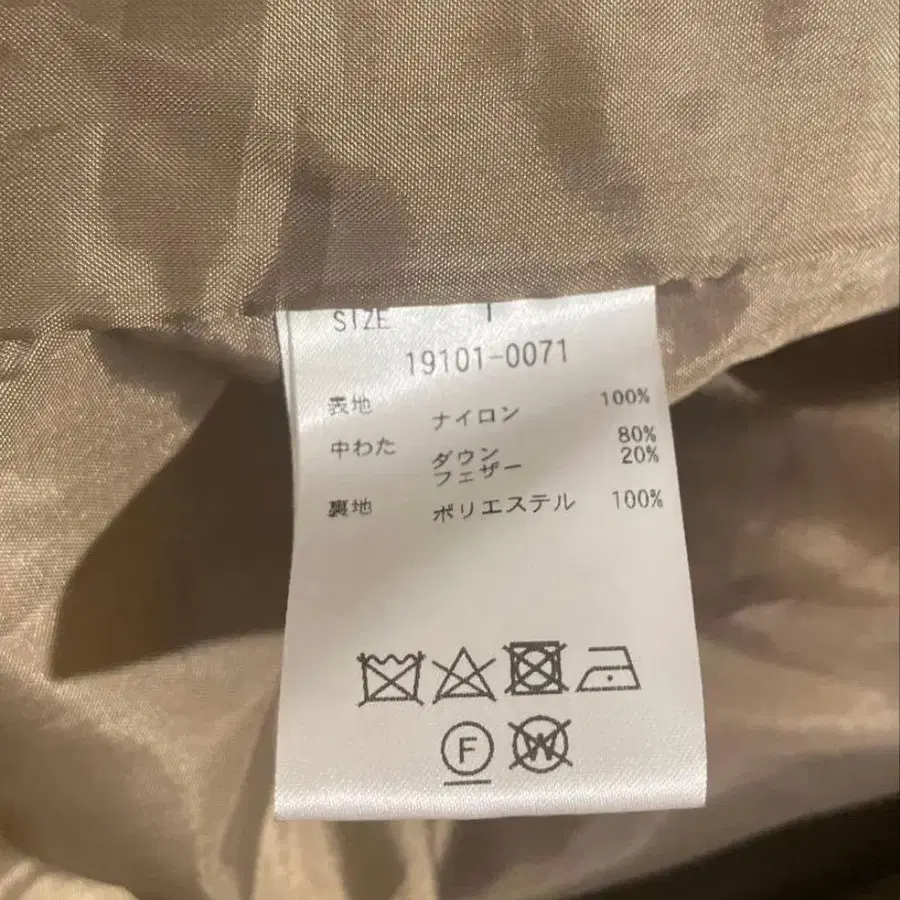 SIZE
19101-0071
表地 ナイロン 100%
中わた ダウン 80%
フェザー 20%
裏地 ポリエステル 100%
F W